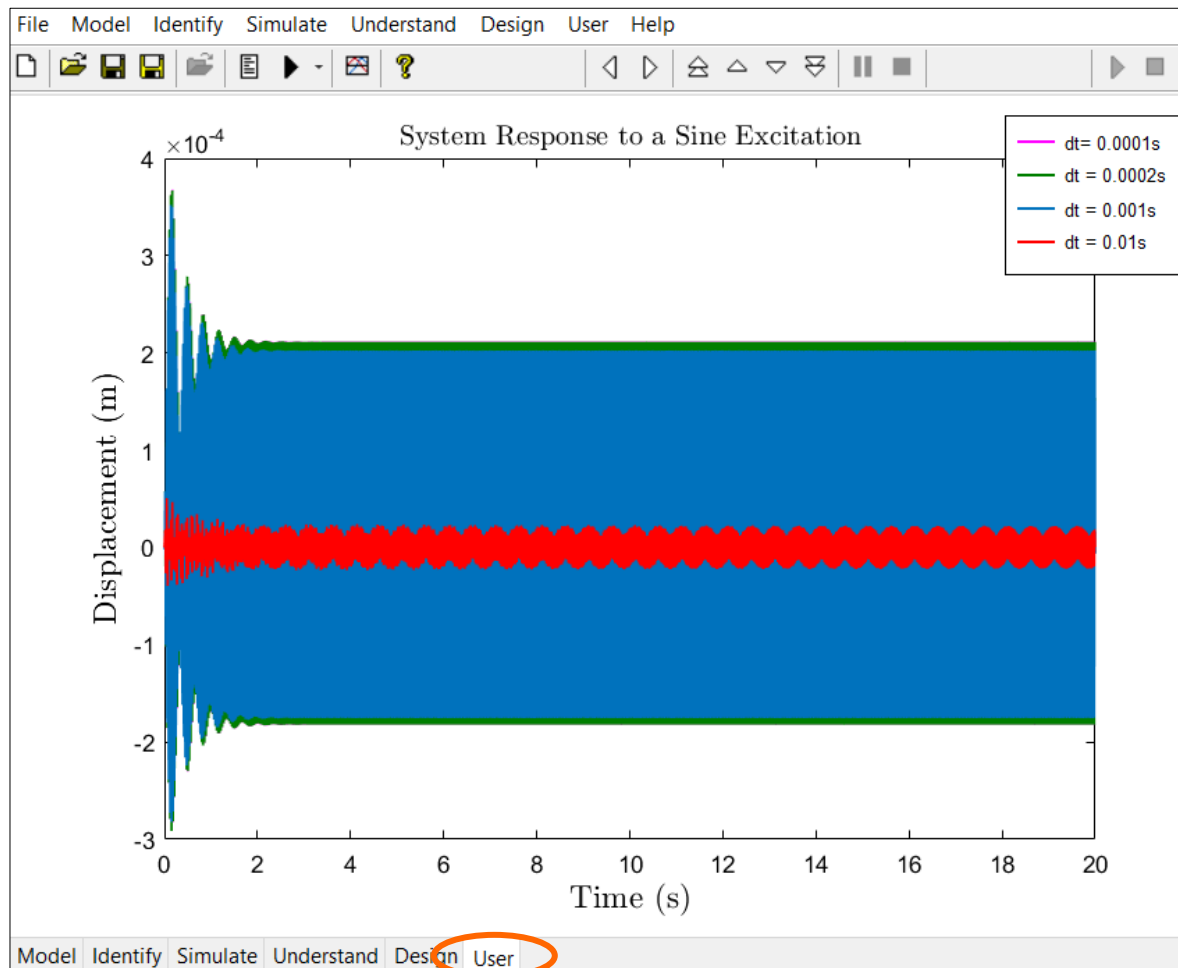 File Model Identify Simulate Understand Design User Help
System Response to a Sine Excitation
×10-4
dt= 0.0001s
dt = 0.0002s
dt = 0.001s
dt = 0.01s
4
3
2
1
0
-1
-2
-3
Displacement (m)
0 2 4 6 8 10 12 14 16 18 20
Time (s)
Model Identify Simulate Understand Design User